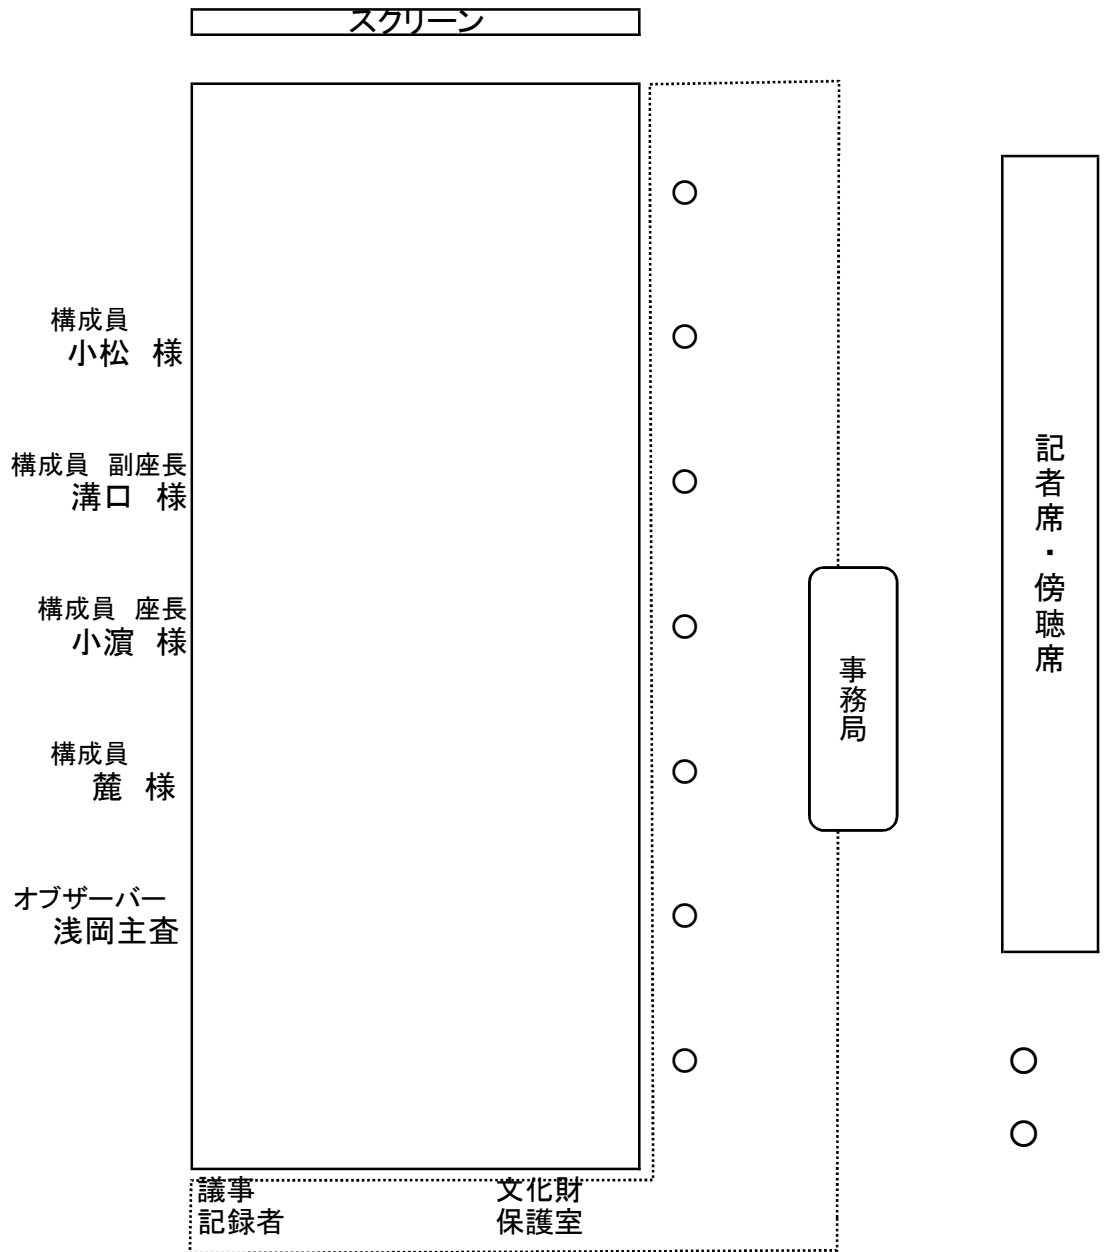 スクリーン
構成員
小松 様
構成員 副座長
溝口 様
構成員 座長
小濵 様
構成員
麓 様
オブザーバー
浅岡主査
事務局
記者席・傍聴席
議事
記録者
文化財
保護室